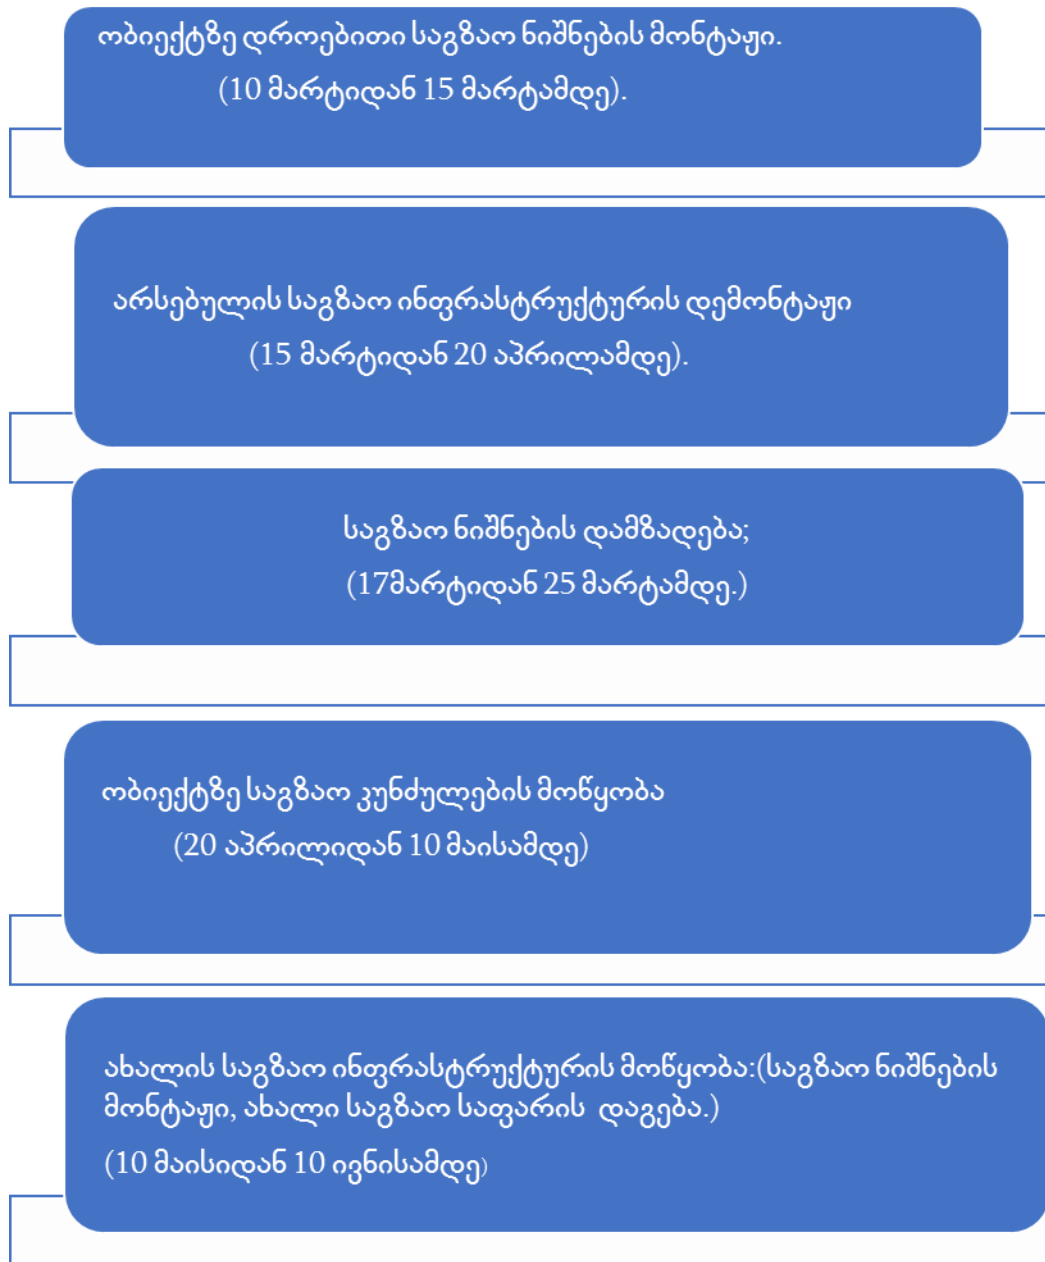 ობიექტზე დროებითი საგზაო ნიშნების მონტაჟი.
(10 მარტიდან 15 მარტამდე).
არსებულის საგზაო ინფრასტრუქტურის დემონტაჟი
(15 მარტიდან 20 აპრილამდე).
საგზაო ნიშნების დამზადება;
(17მარტიდან 25 მარტამდე.)
ობიექტზე საგზაო კუნძულების მოწყობა
(20 აპრილიდან 10 მაისამდე)
ახალის საგზაო ინფრასტრუქტურის მოწყობა:(საგზაო ნიშნების
მონტაჟი, ახალი საგზაო საფარის დაგება.)
(10 მაისიდან 10 ივნისამდე)